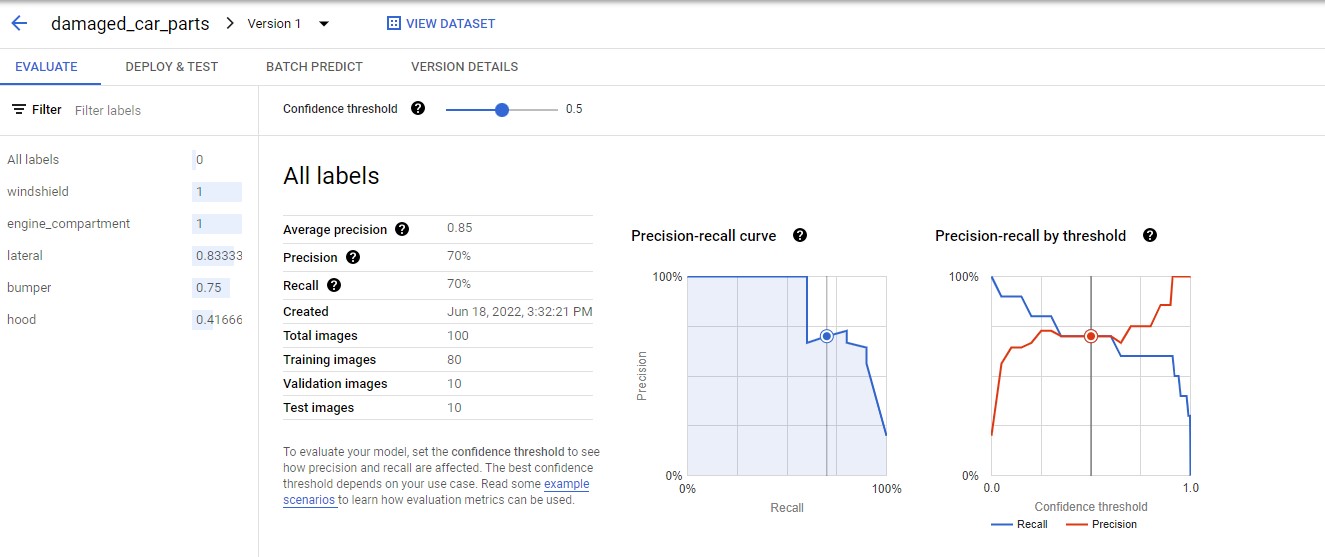 damaged_car_parts > Version 1 VIEW DATASET
EVALUATE DEPLOY & TEST BATCH PREDICT VERSION DETAILS
Filter Filter labels
Confidence threshold ? 0.5
All labels 0
windshield 1
engine_compartment 1
lateral 0.83333
bumper 0.75
hood 0.41666
All labels
Average precision ? 0.85
Precision ? 70%
Recall ? 70%
Created Jun 18, 2022, 3:32:21 PM
Total images 100
Training images 80
Validation images 10
Test images 10
To evaluate your model, set the confidence threshold to see
how precision and recall are affected. The best confidence
threshold depends on your use case. Read some example
scenarios to learn how evaluation metrics can be used.
Precision-recall curve ?
100%
Precision
0%
0% 100%
Recall
Precision-recall by threshold ?
100%
0%
0.0 1.0
Confidence threshold
Recall Precision